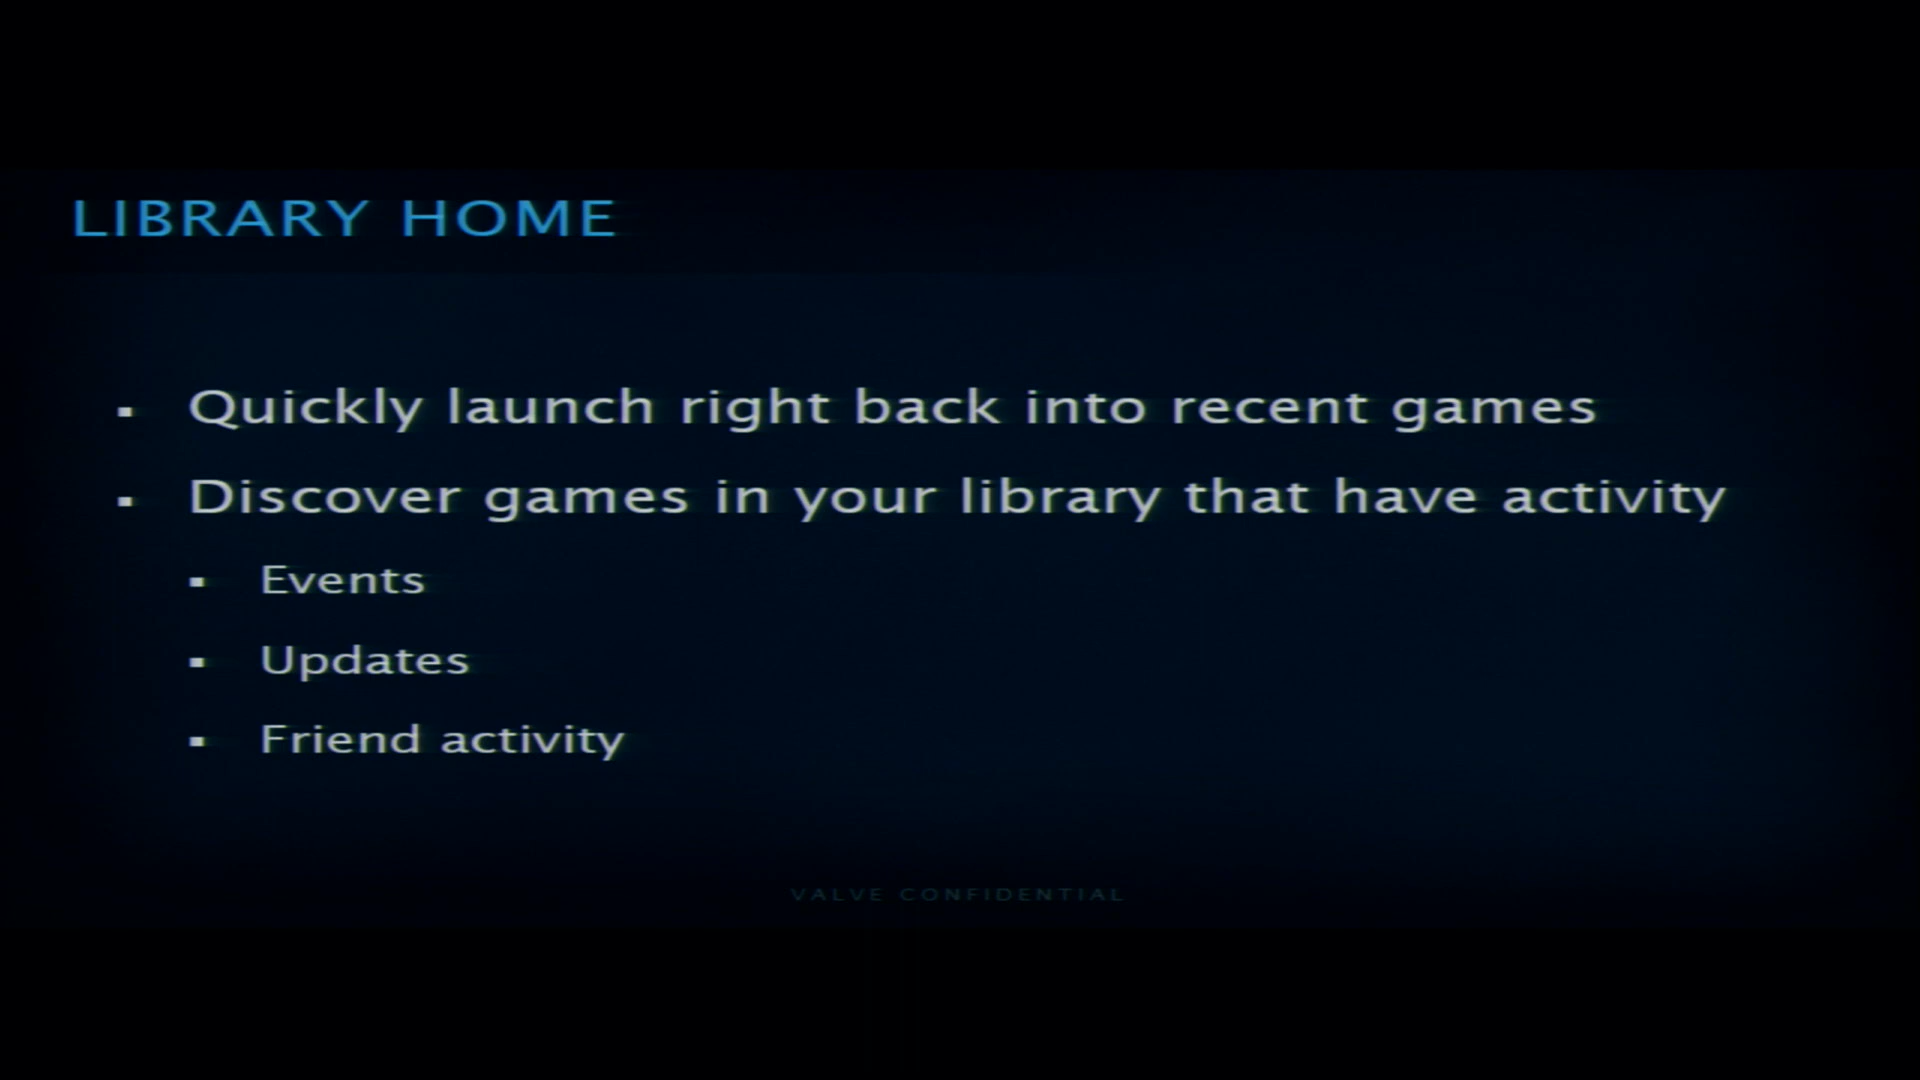 LIBRARY HOME
▪ Quickly launch right back into recent games
▪ Discover games in your library that have activity
▪ Events
▪ Updates
▪ Friend activity
VALVE CONFIDENTIAL